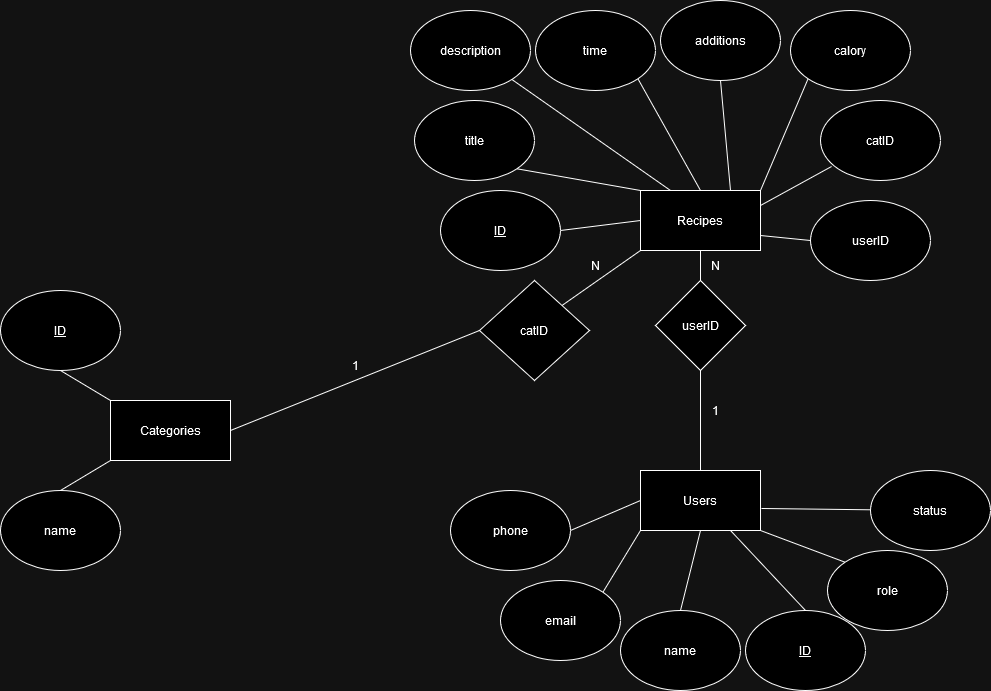 description
time
additions
calory
title
catID
ID
Recipes
userID
N
N
catID
userID
ID
1
1
Categories
name
Users
phone
status
email
role
name
ID